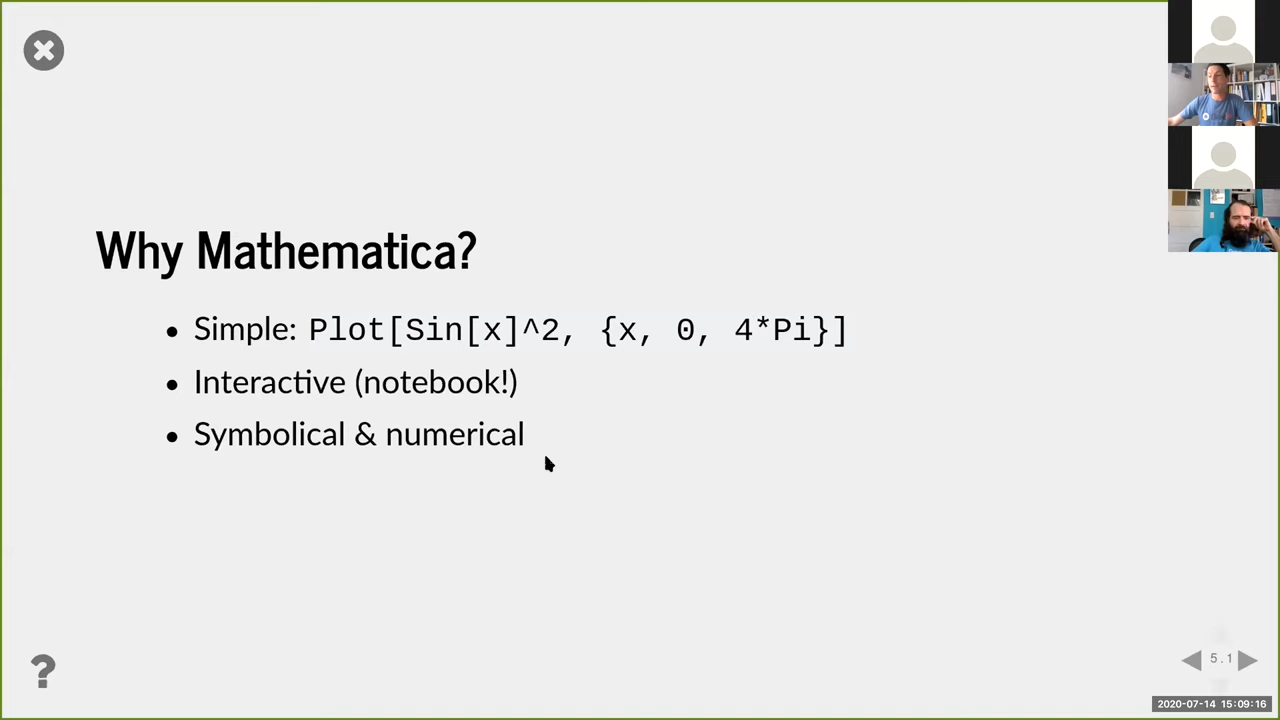 Why Mathematica?
• Simple: Plot[Sin[x]^2, {x, 0, 4*Pi}]
• Interactive (notebook!)
• Symbolical & numerical
?
5.1
2020-07-14 15:09:16